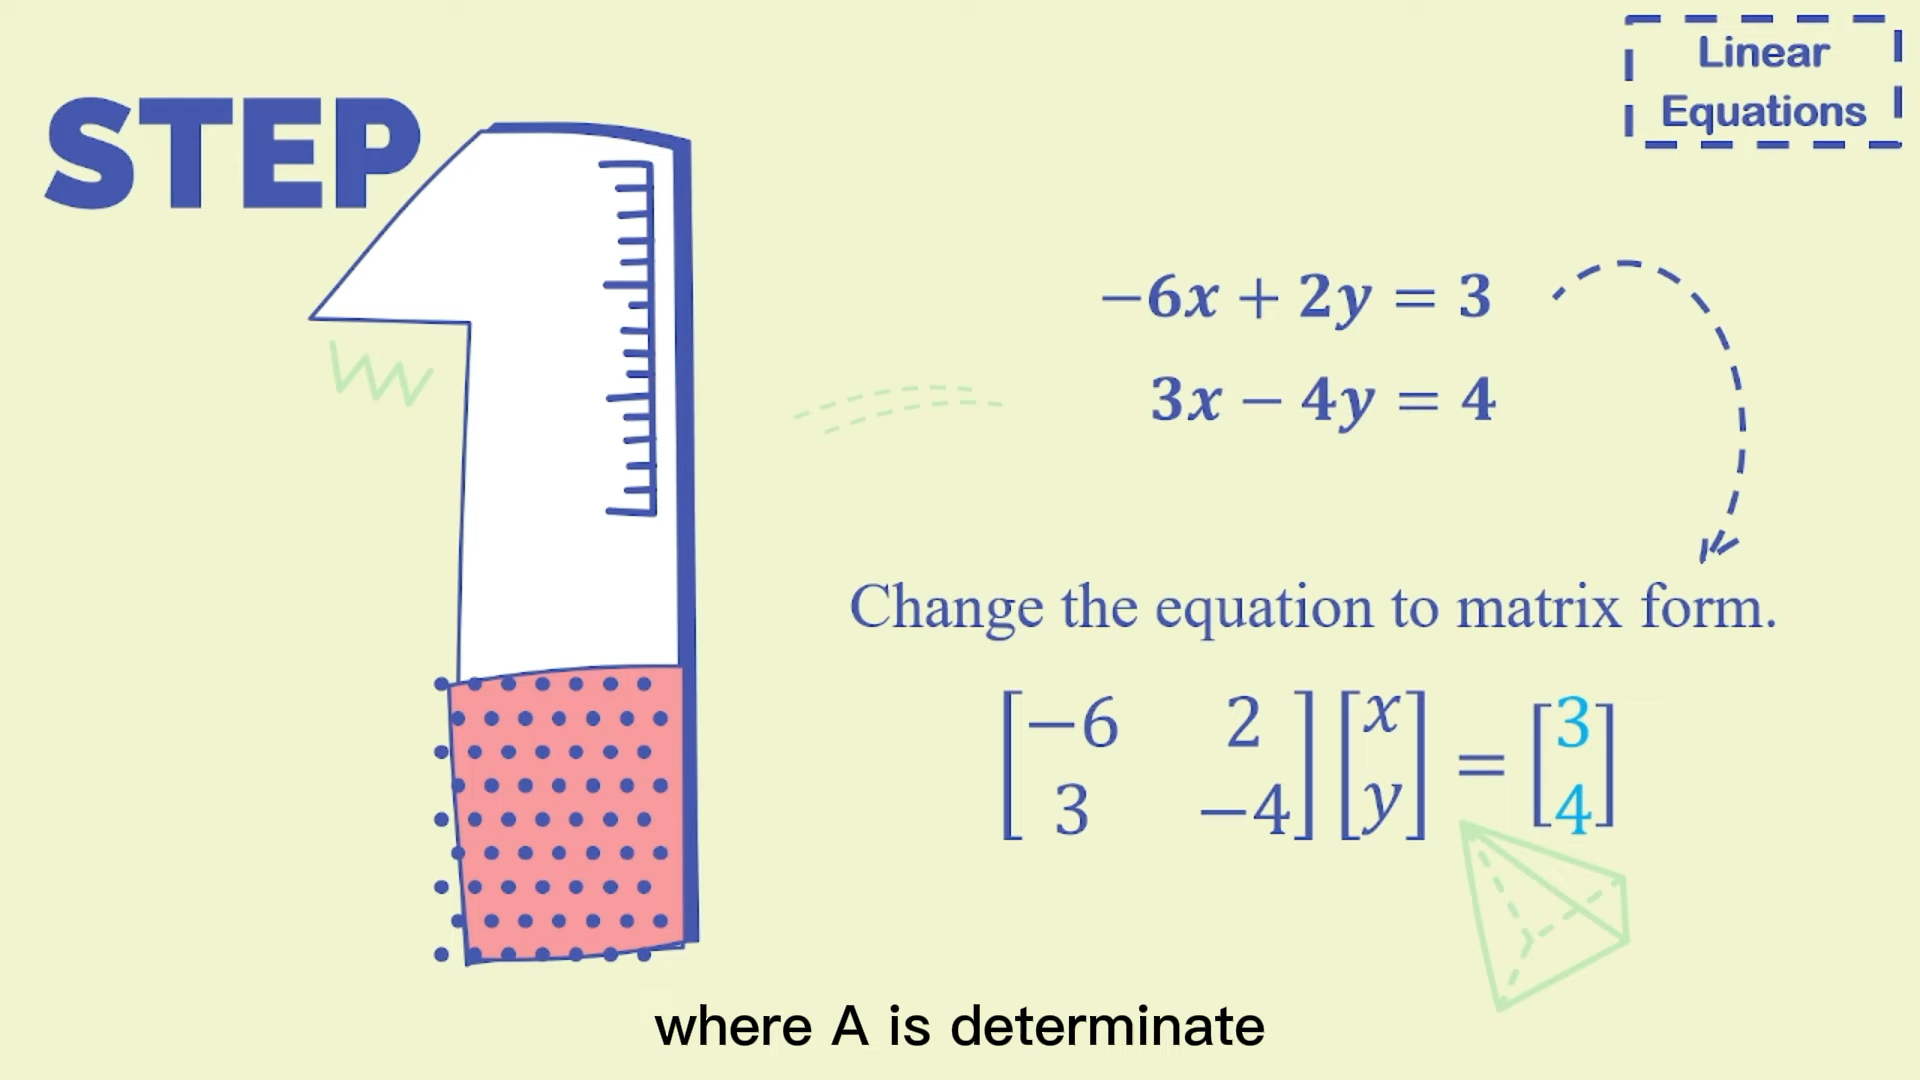 Linear
Equations
STEP
1
−6x + 2y = 3
3x − 4y = 4
Change the equation to matrix form.
[−6 2] [x] = [3]
[3 −4] [y] [4]
where A is determinate